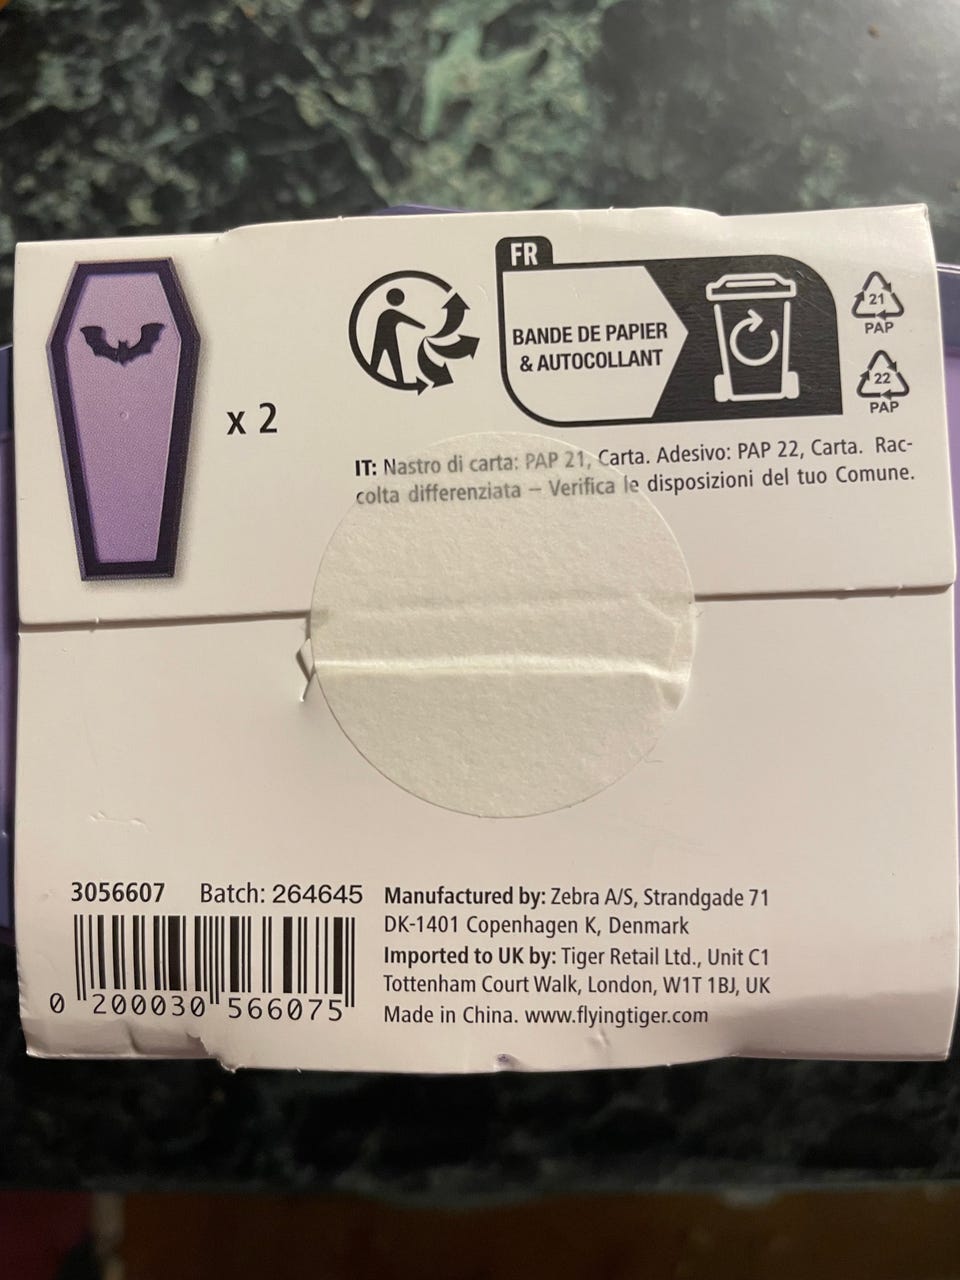 FR
BANDE DE PAPIER
& AUTOCOLLANT
21
PAP
22
PAP
x 2
IT: Nastro di carta: PAP 21, Carta. Adesivo: PAP 22, Carta. Rac-
colta differenziata – Verifica le disposizioni del tuo Comune.
3056607 Batch: 264645
0 200030 566075
Manufactured by: Zebra A/S, Strandgade 71
DK-1401 Copenhagen K, Denmark
Imported to UK by: Tiger Retail Ltd., Unit C1
Tottenham Court Walk, London, W1T 1BJ, UK
Made in China. www.flyingtiger.com